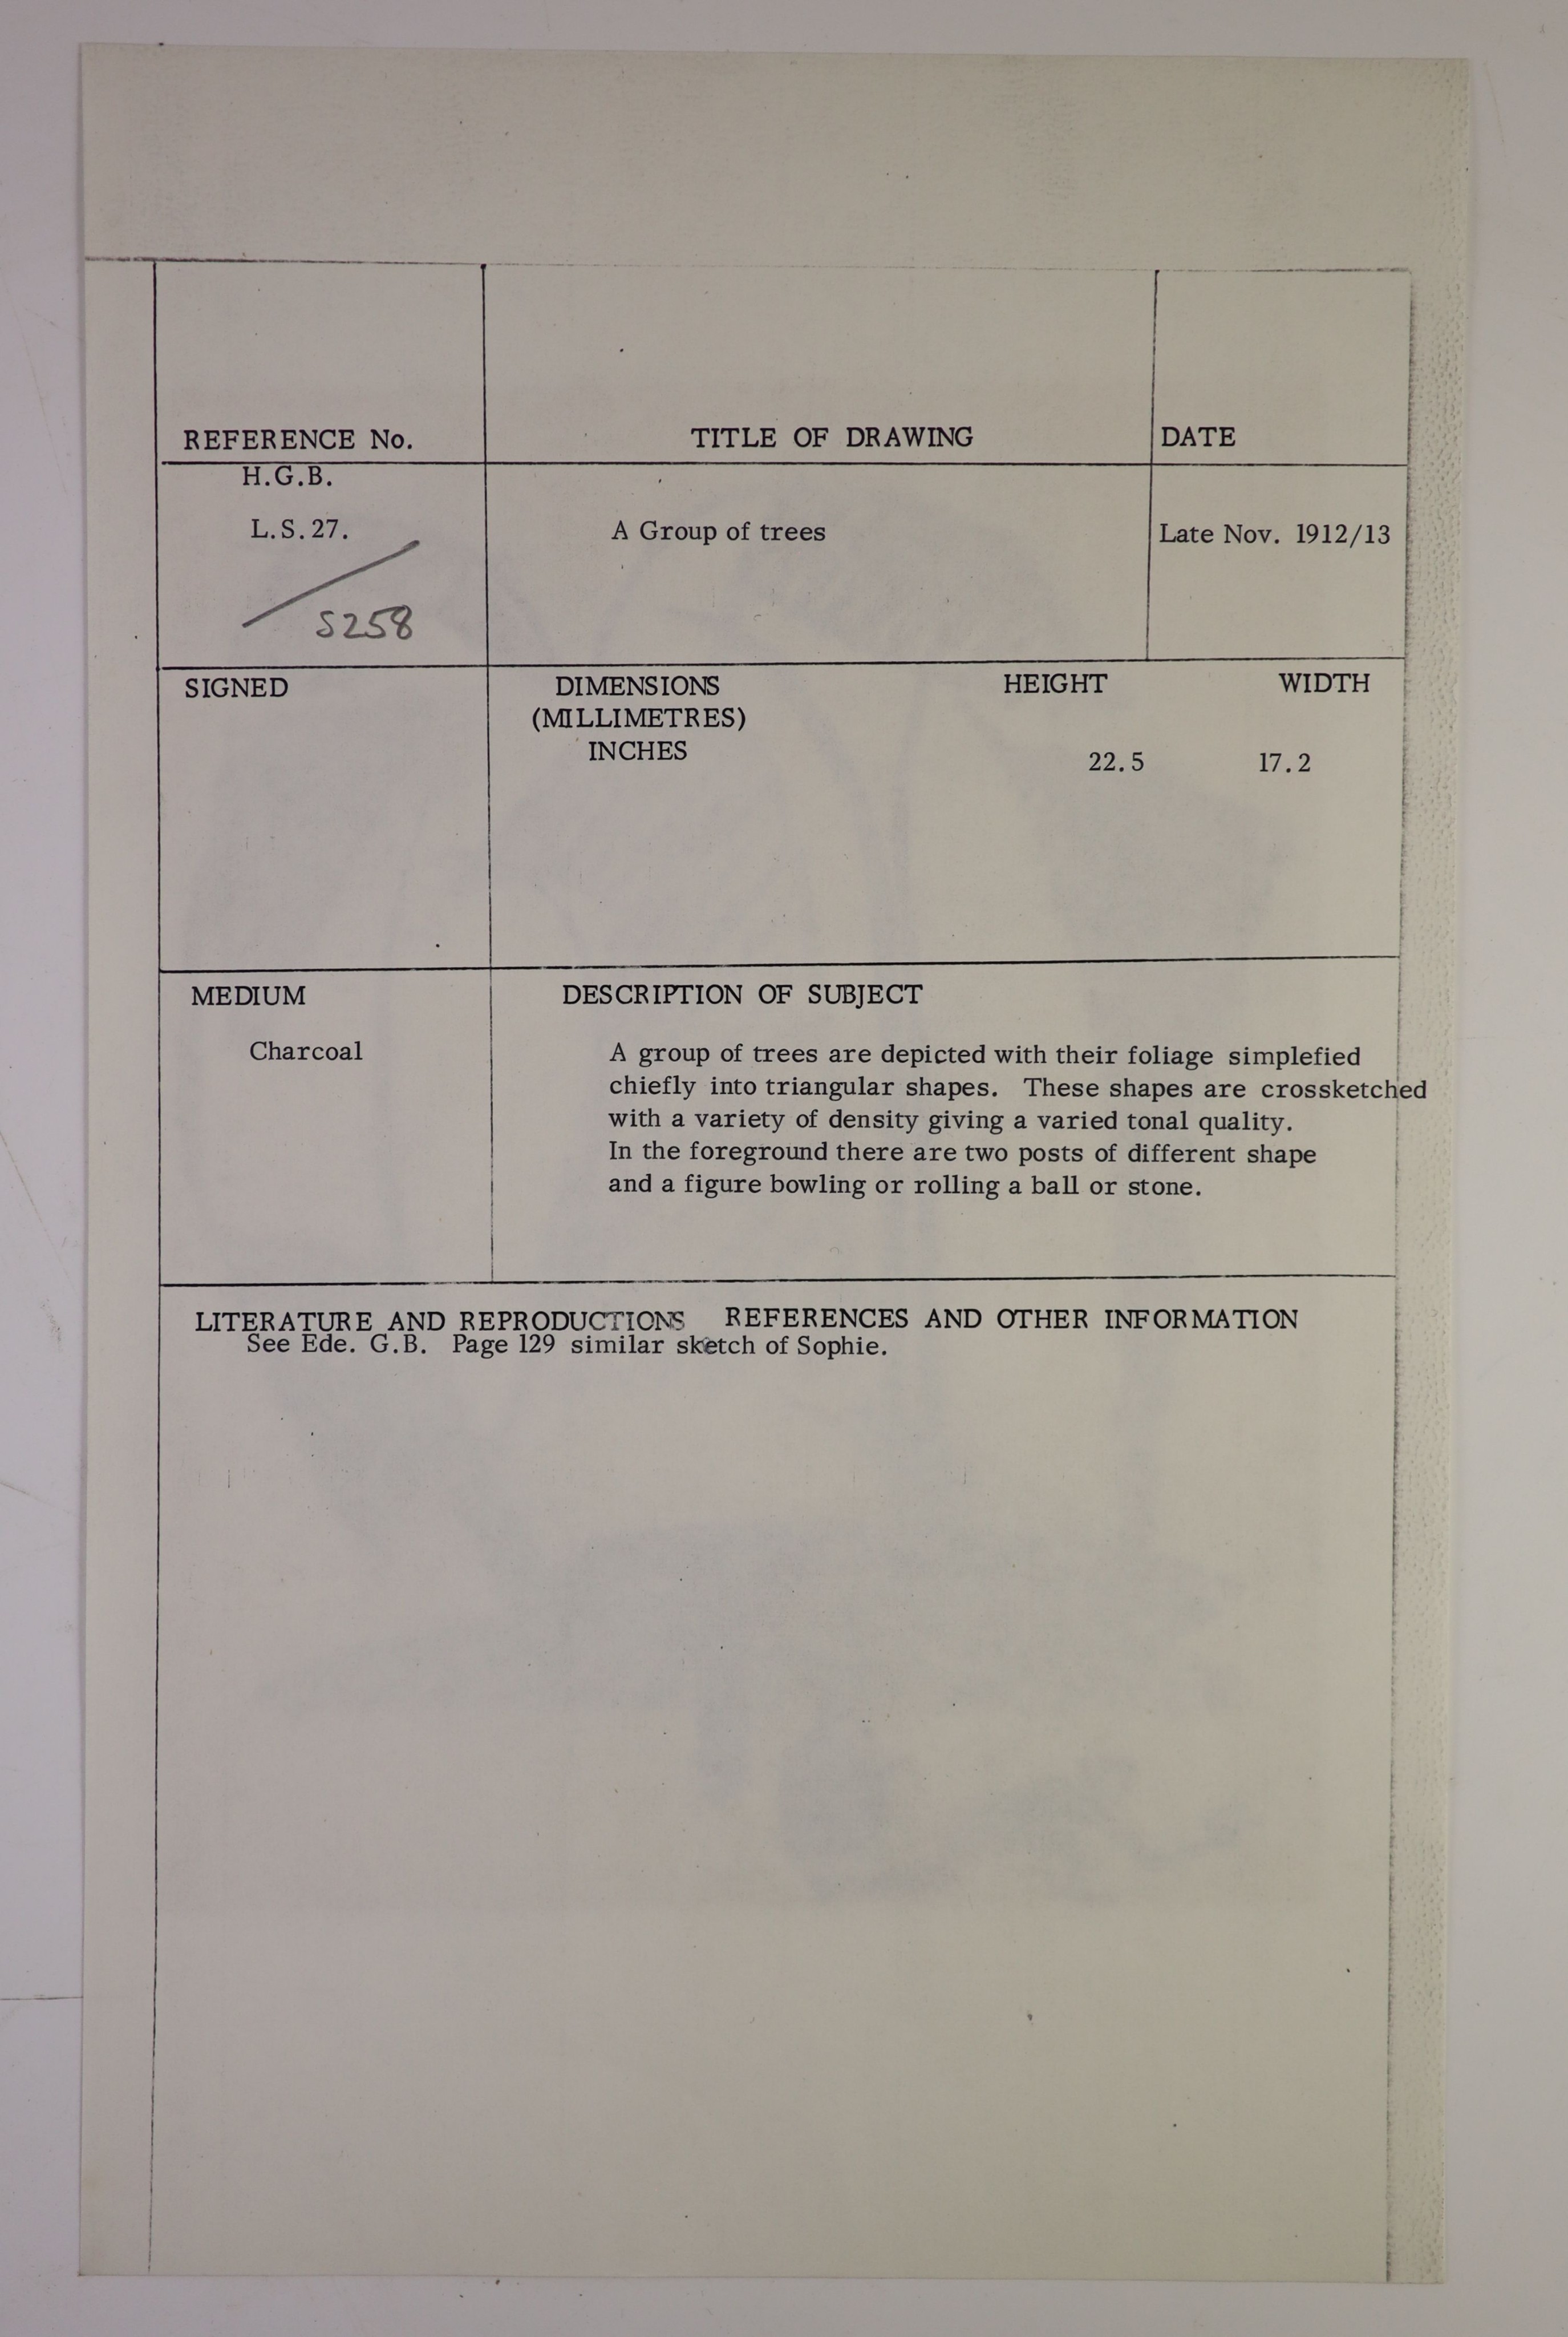 REFERENCE No. TITLE OF DRAWING DATE
H.G.B.
L.S.27. A Group of trees Late Nov. 1912/13
S258
SIGNED DIMENSIONS HEIGHT WIDTH
(MILLIMETRES)
INCHES 22.5 17.2
MEDIUM DESCRIPTION OF SUBJECT
Charcoal A group of trees are depicted with their foliage simplefied
chiefly into triangular shapes. These shapes are crossketched
with a variety of density giving a varied tonal quality.
In the foreground there are two posts of different shape
and a figure bowling or rolling a ball or stone.
LITERATURE AND REPRODUCTIONS REFERENCES AND OTHER INFORMATION
See Ede. G.B. Page 129 similar sketch of Sophie.